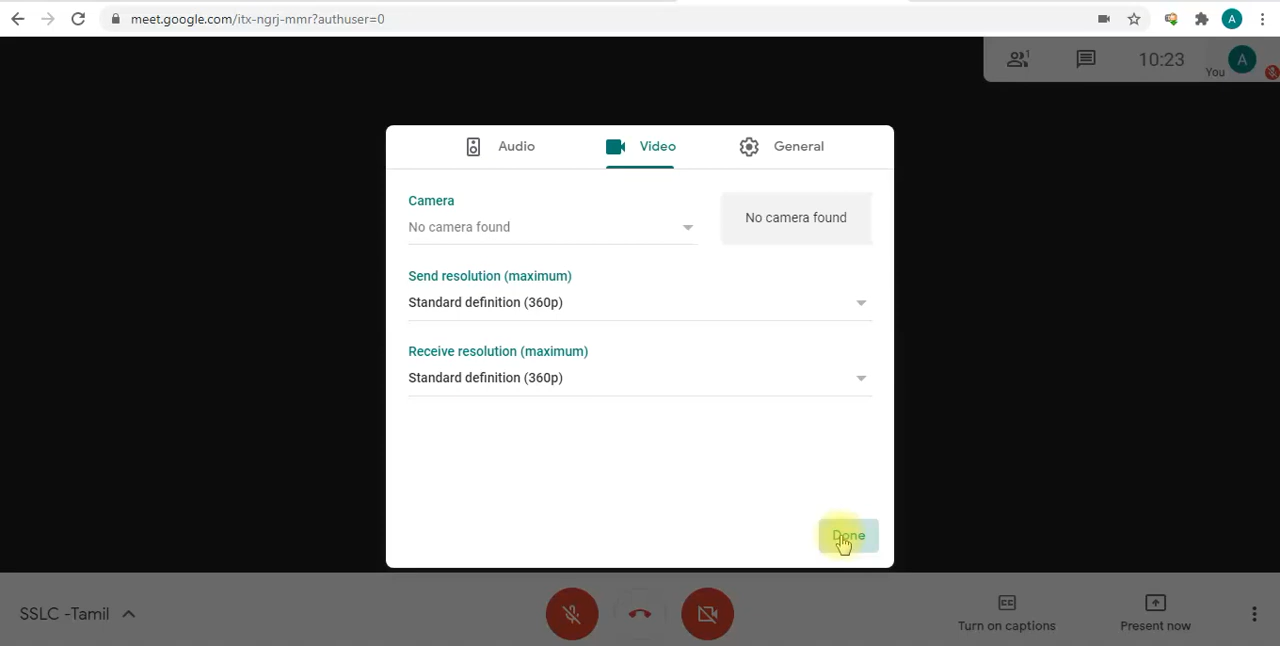 meet.google.com/itx-ngrj-mmr?authuser=0
A
1
10:23
You
A
Audio
Video
General
Camera
No camera found
No camera found
Send resolution (maximum)
Standard definition (360p)
Receive resolution (maximum)
Standard definition (360p)
Done
SSLC -Tamil
CC
Turn on captions
Present now